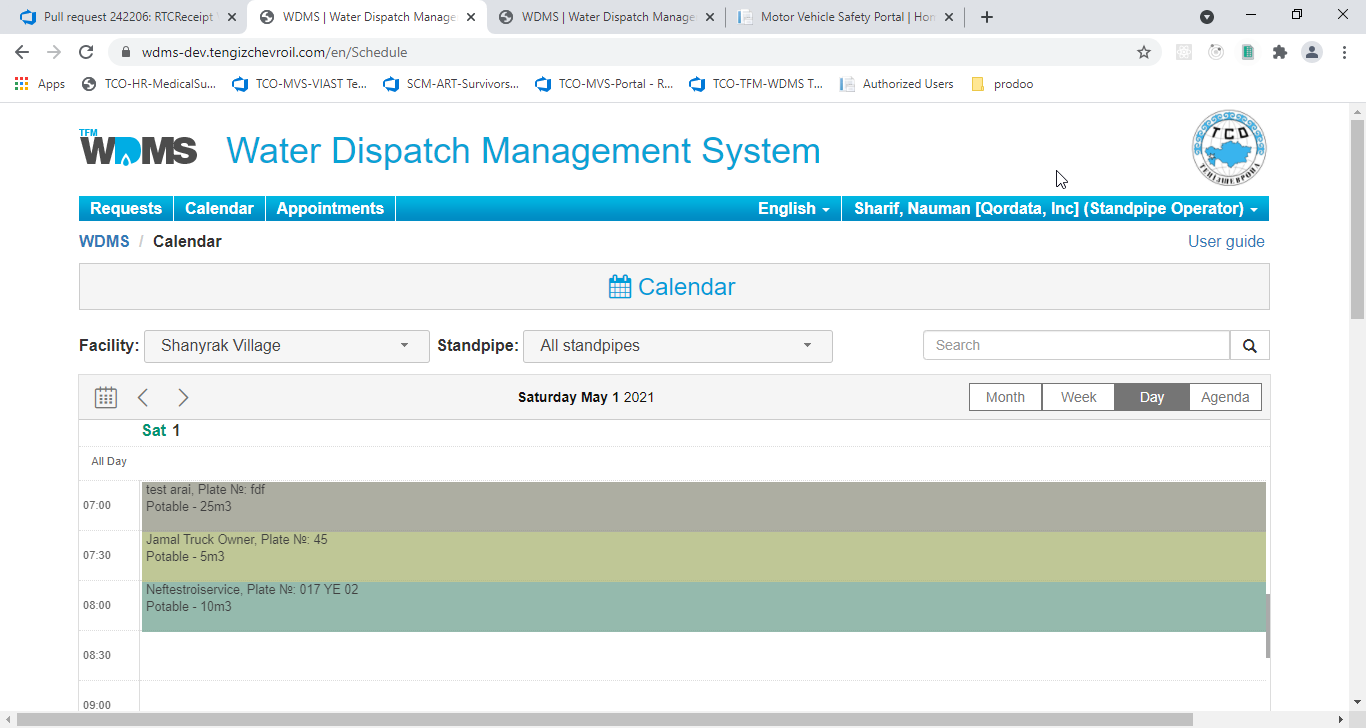 Pull request 242206: RTCReceipt
WDMS | Water Dispatch Manage
WDMS | Water Dispatch Manage
Motor Vehicle Safety Portal | Hor
wdms-dev.tengizchevroil.com/en/Schedule
Apps
TCO-HR-MedicalSu...
TCO-MVS-VIAST Te...
SCM-ART-Survivors...
TCO-MVS-Portal - R...
TCO-TFM-WDMS T...
Authorized Users
prodoo
TFM
WDMS
Water Dispatch Management System
TCO
ТЕНГИЗШЕВРОЙЛ
Requests
Calendar
Appointments
English
Sharif, Nauman [Qordata, Inc] (Standpipe Operator)
WDMS / Calendar
User guide
Calendar
Facility: Shanyrak Village
Standpipe: All standpipes
Search
Saturday May 1 2021
Month
Week
Day
Agenda
Sat 1
All Day
07:00
test arai, Plate №: fdf
Potable - 25m3
07:30
Jamal Truck Owner, Plate №: 45
Potable - 5m3
08:00
Neftestroiservice, Plate №: 017 YE 02
Potable - 10m3
08:30
09:00